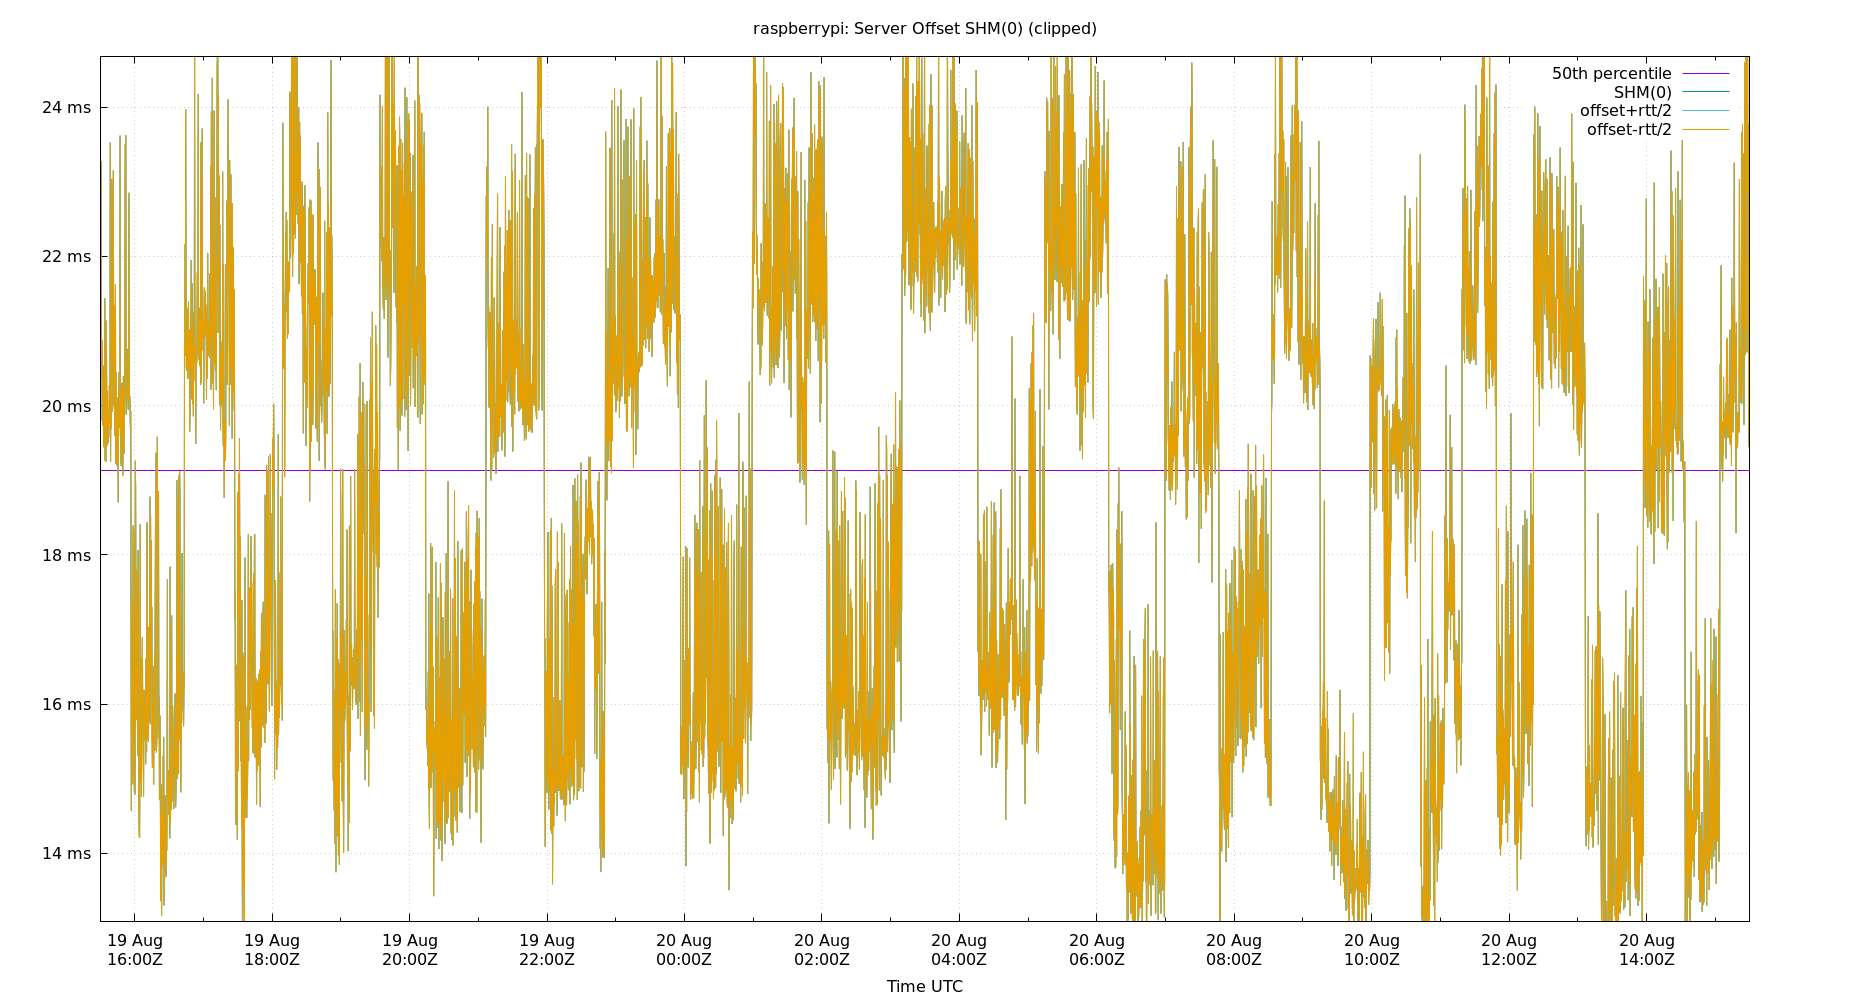 raspberrypi: Server Offset SHM(0) (clipped)
50th percentile
SHM(0)
offset+rtt/2
offset-rtt/2
24 ms
22 ms
20 ms
18 ms
16 ms
14 ms
19 Aug 19 Aug 19 Aug 19 Aug 20 Aug 20 Aug 20 Aug 20 Aug 20 Aug 20 Aug 20 Aug 20 Aug
16:00Z 18:00Z 20:00Z 22:00Z 00:00Z 02:00Z 04:00Z 06:00Z 08:00Z 10:00Z 12:00Z 14:00Z
Time UTC